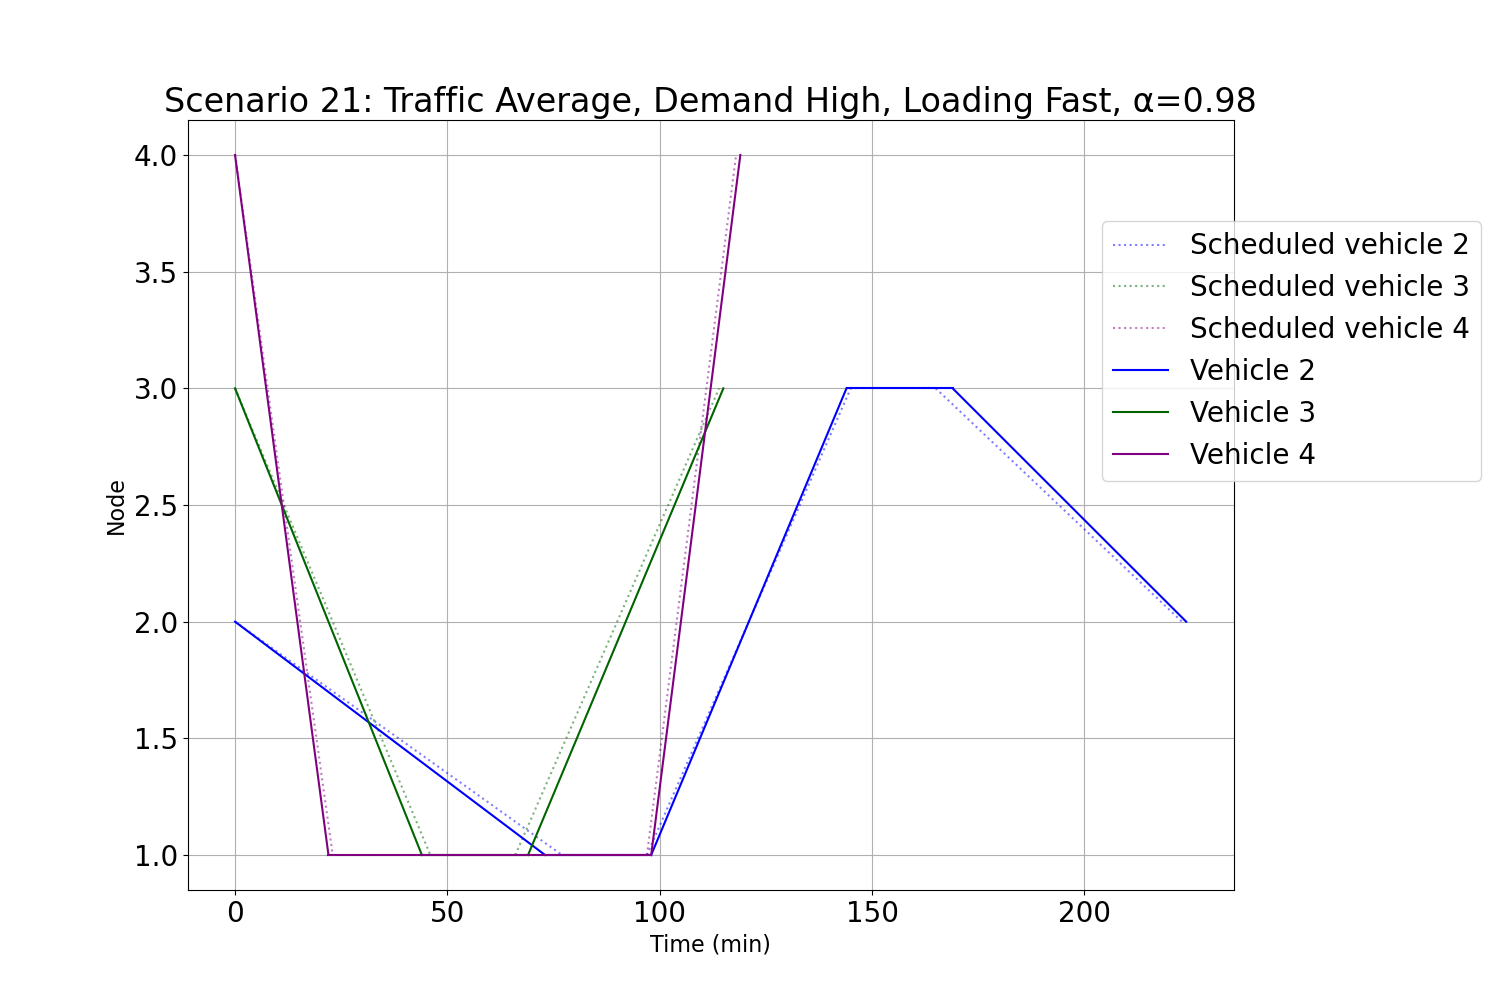 Scenario 21: Traffic Average, Demand High, Loading Fast, α=0.98
4.0
3.5
3.0
2.5
2.0
1.5
1.0
Node
0 50 100 150 200
Time (min)
Scheduled vehicle 2
Scheduled vehicle 3
Scheduled vehicle 4
Vehicle 2
Vehicle 3
Vehicle 4